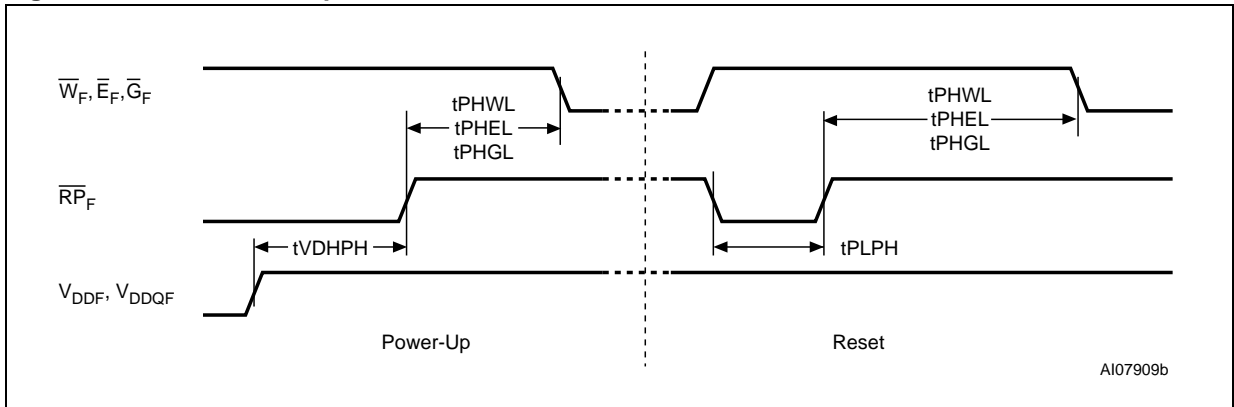 W̅F, E̅F, G̅F
tPHWL
tPHEL
tPHGL
tPHWL
tPHEL
tPHGL
R̅P̅F
tVDHPH
tPLPH
VDDF, VDDQF
Power-Up
Reset
AI07909b